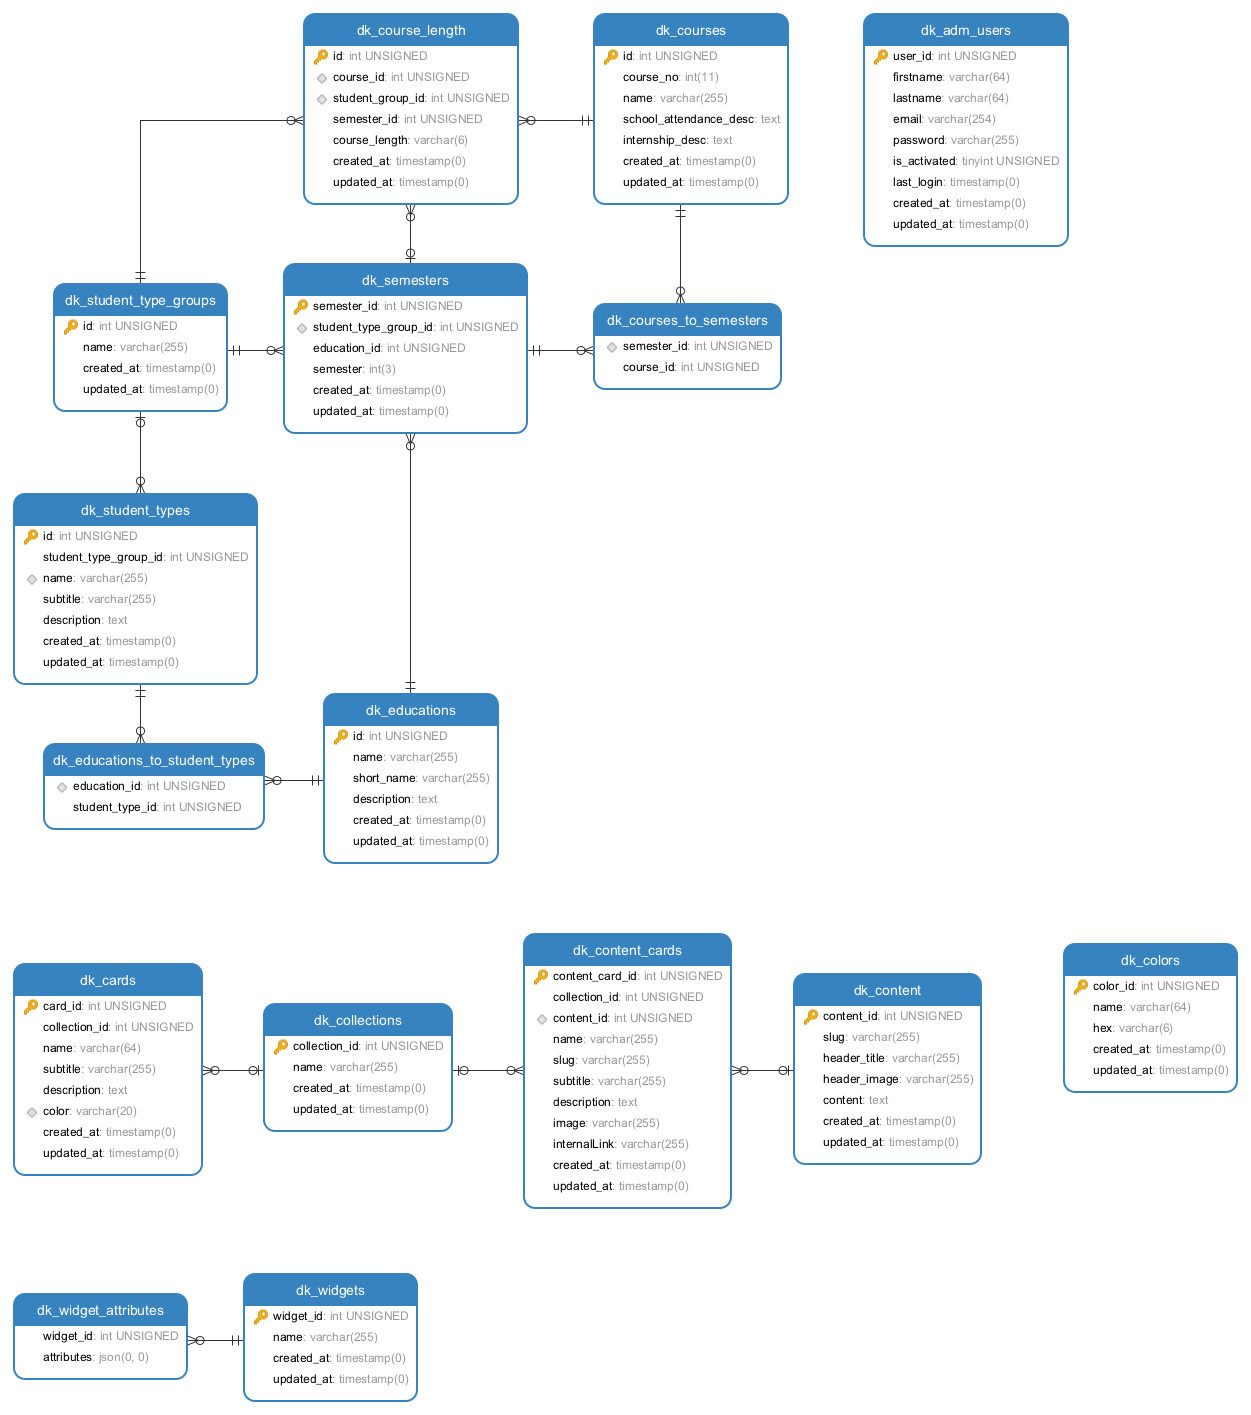 dk_course_length
id: int UNSIGNED
course_id: int UNSIGNED
student_group_id: int UNSIGNED
semester_id: int UNSIGNED
course_length: varchar(6)
created_at: timestamp(0)
updated_at: timestamp(0)
dk_courses
id: int UNSIGNED
course_no: int(11)
name: varchar(255)
school_attendance_desc: text
internship_desc: text
created_at: timestamp(0)
updated_at: timestamp(0)
dk_adm_users
user_id: int UNSIGNED
firstname: varchar(64)
lastname: varchar(64)
email: varchar(254)
password: varchar(255)
is_activated: tinyint UNSIGNED
last_login: timestamp(0)
created_at: timestamp(0)
updated_at: timestamp(0)
dk_student_type_groups
id: int UNSIGNED
name: varchar(255)
created_at: timestamp(0)
updated_at: timestamp(0)
dk_semesters
semester_id: int UNSIGNED
student_type_group_id: int UNSIGNED
education_id: int UNSIGNED
semester: int(3)
created_at: timestamp(0)
updated_at: timestamp(0)
dk_courses_to_semesters
semester_id: int UNSIGNED
course_id: int UNSIGNED
dk_student_types
id: int UNSIGNED
student_type_group_id: int UNSIGNED
name: varchar(255)
subtitle: varchar(255)
description: text
created_at: timestamp(0)
updated_at: timestamp(0)
dk_educations_to_student_types
education_id: int UNSIGNED
student_type_id: int UNSIGNED
dk_educations
id: int UNSIGNED
name: varchar(255)
short_name: varchar(255)
description: text
created_at: timestamp(0)
updated_at: timestamp(0)
dk_cards
card_id: int UNSIGNED
collection_id: int UNSIGNED
name: varchar(64)
subtitle: varchar(255)
description: text
color: varchar(20)
created_at: timestamp(0)
updated_at: timestamp(0)
dk_collections
collection_id: int UNSIGNED
name: varchar(255)
created_at: timestamp(0)
updated_at: timestamp(0)
dk_content_cards
content_card_id: int UNSIGNED
collection_id: int UNSIGNED
content_id: int UNSIGNED
name: varchar(255)
slug: varchar(255)
subtitle: varchar(255)
description: text
image: varchar(255)
internalLink: varchar(255)
created_at: timestamp(0)
updated_at: timestamp(0)
dk_content
content_id: int UNSIGNED
slug: varchar(255)
header_title: varchar(255)
header_image: varchar(255)
content: text
created_at: timestamp(0)
updated_at: timestamp(0)
dk_colors
color_id: int UNSIGNED
name: varchar(64)
hex: varchar(6)
created_at: timestamp(0)
updated_at: timestamp(0)
dk_widget_attributes
widget_id: int UNSIGNED
attributes: json(0, 0)
dk_widgets
widget_id: int UNSIGNED
name: varchar(255)
created_at: timestamp(0)
updated_at: timestamp(0)